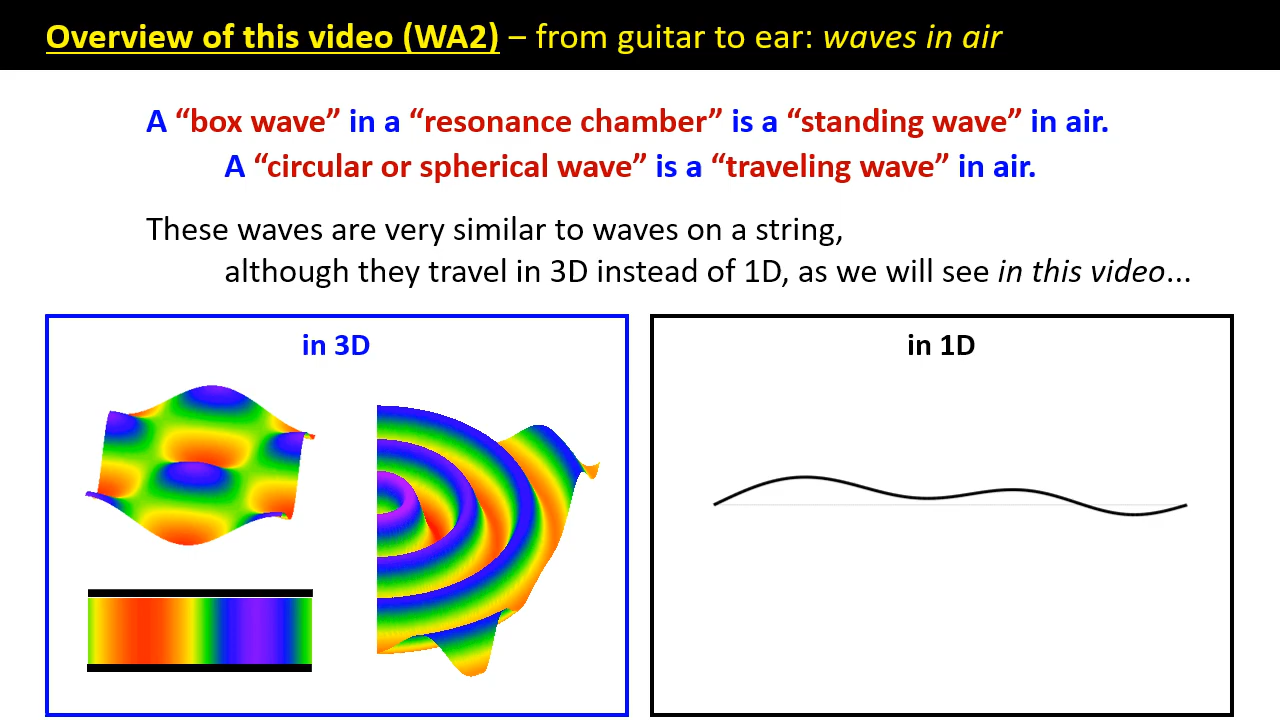 Overview of this video (WA2) – from guitar to ear: waves in air
A “box wave” in a “resonance chamber” is a “standing wave” in air.
A “circular or spherical wave” is a “traveling wave” in air.
These waves are very similar to waves on a string,
although they travel in 3D instead of 1D, as we will see in this video...
in 3D
in 1D